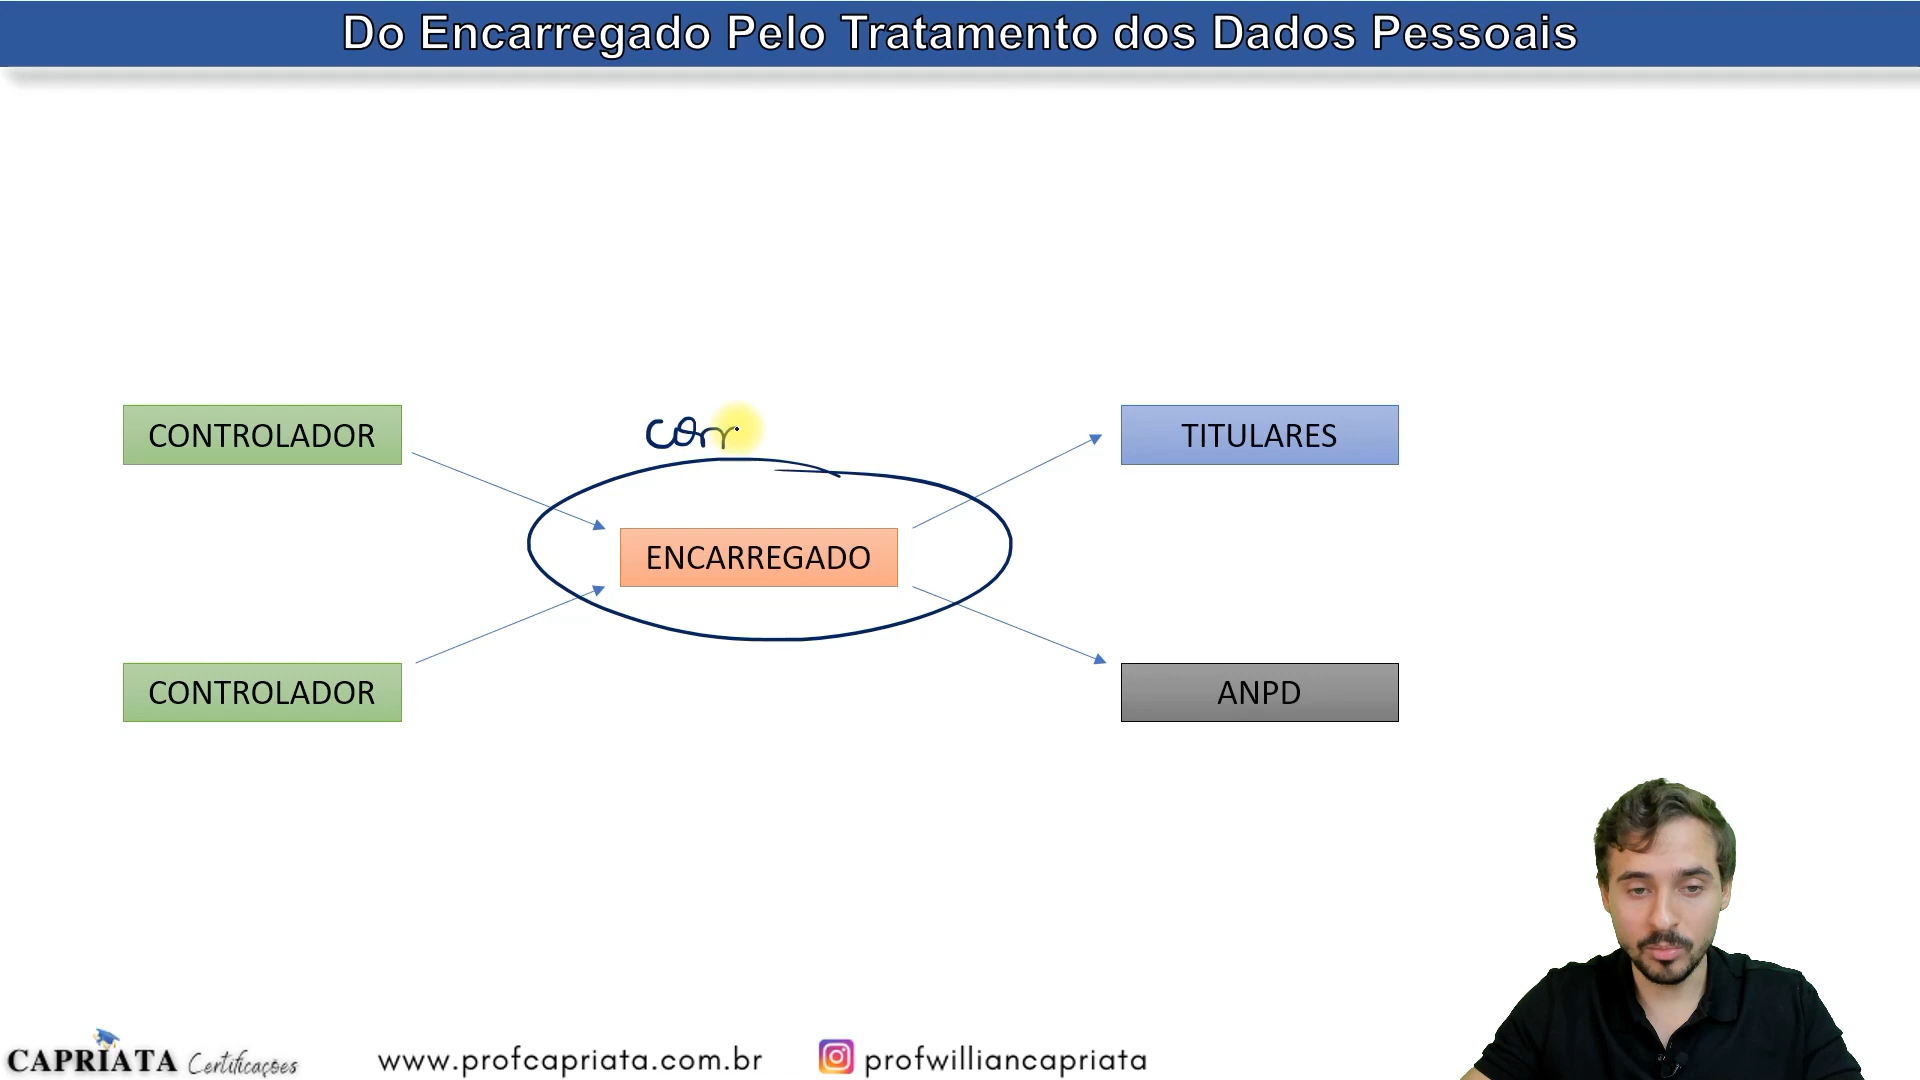 Do Encarregado Pelo Tratamento dos Dados Pessoais
CONTROLADOR
com
TITULARES
ENCARREGADO
CONTROLADOR
ANPD
CAPRIATA Certificações
www.profcapriata.com.br
profwilliancapriata